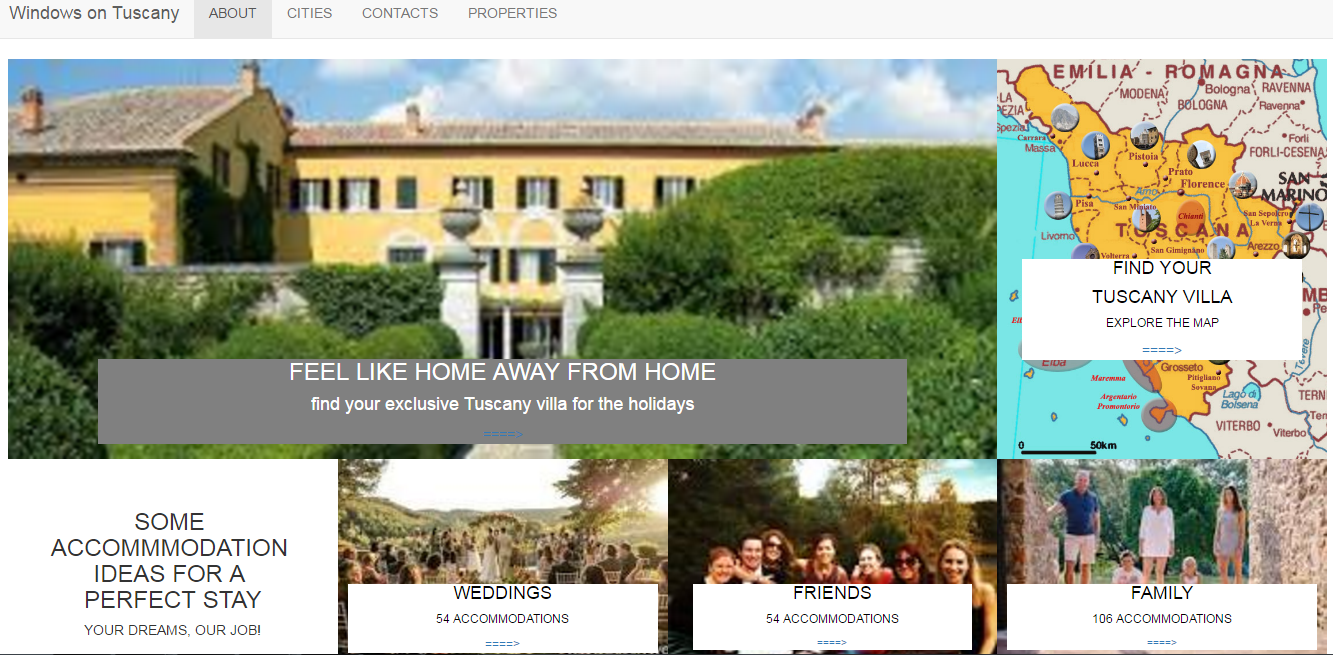 Windows on Tuscany
ABOUT
CITIES
CONTACTS
PROPERTIES
FEEL LIKE HOME AWAY FROM HOME
find your exclusive Tuscany villa for the holidays
====>
EMILIA - ROMAGNA
LA
SPEZIA
MODENA
Bologna
RAVENNA
BOLOGNA
Ravenna
Spezia
Forli
Carrara
Massa
FORLI-CESENA
Lucca
Pistoia
Prato
Florence
SAN
MARINO
Arno
Pisa
San Miniato
Chianti
San Sepolcro
La Verna
TOSCANA
Livorno
San Gimignano
Arezzo
Volterra
FIND YOUR
TUSCANY VILLA
EXPLORE THE MAP
====>
Elba
Tevere
Grosseto
Maremma
Pitigliano
Sovana
Argentario
Promontorio
Lago di
Bolsena
TERNI
VITERBO
Viterbo
0 50km
SOME
ACCOMMMODATION
IDEAS FOR A
PERFECT STAY
YOUR DREAMS, OUR JOB!
WEDDINGS
54 ACCOMMODATIONS
====>
FRIENDS
54 ACCOMMODATIONS
====>
FAMILY
106 ACCOMMODATIONS
====>